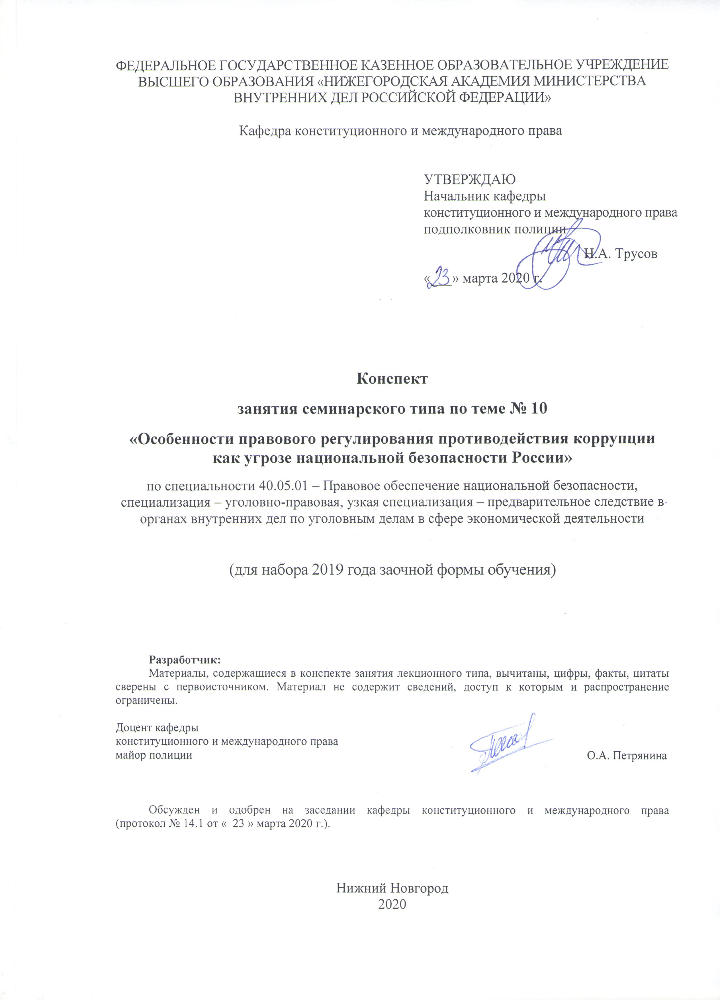 ФЕДЕРАЛЬНОЕ ГОСУДАРСТВЕННОЕ КАЗЕННОЕ ОБРАЗОВАТЕЛЬНОЕ УЧРЕЖДЕНИЕ
ВЫСШЕГО ОБРАЗОВАНИЯ «НИЖЕГОРОДСКАЯ АКАДЕМИЯ МИНИСТЕРСТВА
ВНУТРЕННИХ ДЕЛ РОССИЙСКОЙ ФЕДЕРАЦИИ»
Кафедра конституционного и международного права
УТВЕРЖДАЮ
Начальник кафедры
конституционного и международного права
подполковник полиции
Н.А. Трусов
«23» марта 2020 г.
Конспект
занятия семинарского типа по теме № 10
«Особенности правового регулирования противодействия коррупции
как угрозе национальной безопасности России»
по специальности 40.05.01 – Правовое обеспечение национальной безопасности,
специализация – уголовно-правовая, узкая специализация – предварительное следствие в
органах внутренних дел по уголовным делам в сфере экономической деятельности
(для набора 2019 года заочной формы обучения)
Разработчик:
Материалы, содержащиеся в конспекте занятия лекционного типа, вычитаны, цифры, факты, цитаты
сверены с первоисточником. Материал не содержит сведений, доступ к которым и распространение
ограничены.
Доцент кафедры
конституционного и международного права
майор полиции
О.А. Петрянина
Обсужден и одобрен на заседании кафедры конституционного и международного права
(протокол № 14.1 от « 23 » марта 2020 г.).
Нижний Новгород
2020